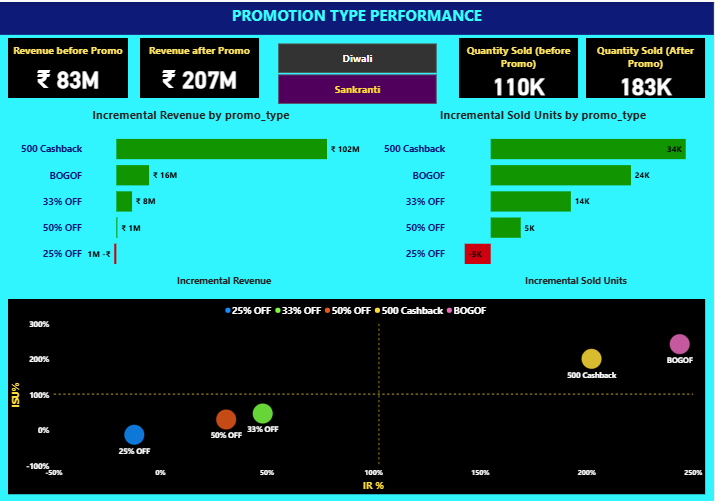 PROMOTION TYPE PERFORMANCE
Revenue before Promo
₹ 83M
Revenue after Promo
₹ 207M
Diwali
Sankranti
Quantity Sold (before
Promo)
110K
Quantity Sold (After
Promo)
183K
Incremental Revenue by promo_type
500 Cashback
₹ 102M
BOGOF
₹ 16M
33% OFF
₹ 8M
50% OFF
₹ 1M
25% OFF
1M -₹
Incremental Revenue
Incremental Sold Units by promo_type
500 Cashback
34K
BOGOF
24K
33% OFF
14K
50% OFF
5K
25% OFF
-5K
Incremental Sold Units
25% OFF 33% OFF 50% OFF 500 Cashback BOGOF
ISU%
300%
200%
100%
0%
-100%
500 Cashback
BOGOF
25% OFF
50% OFF
33% OFF
-50% 0% 50% 100% 150% 200% 250%
IR %